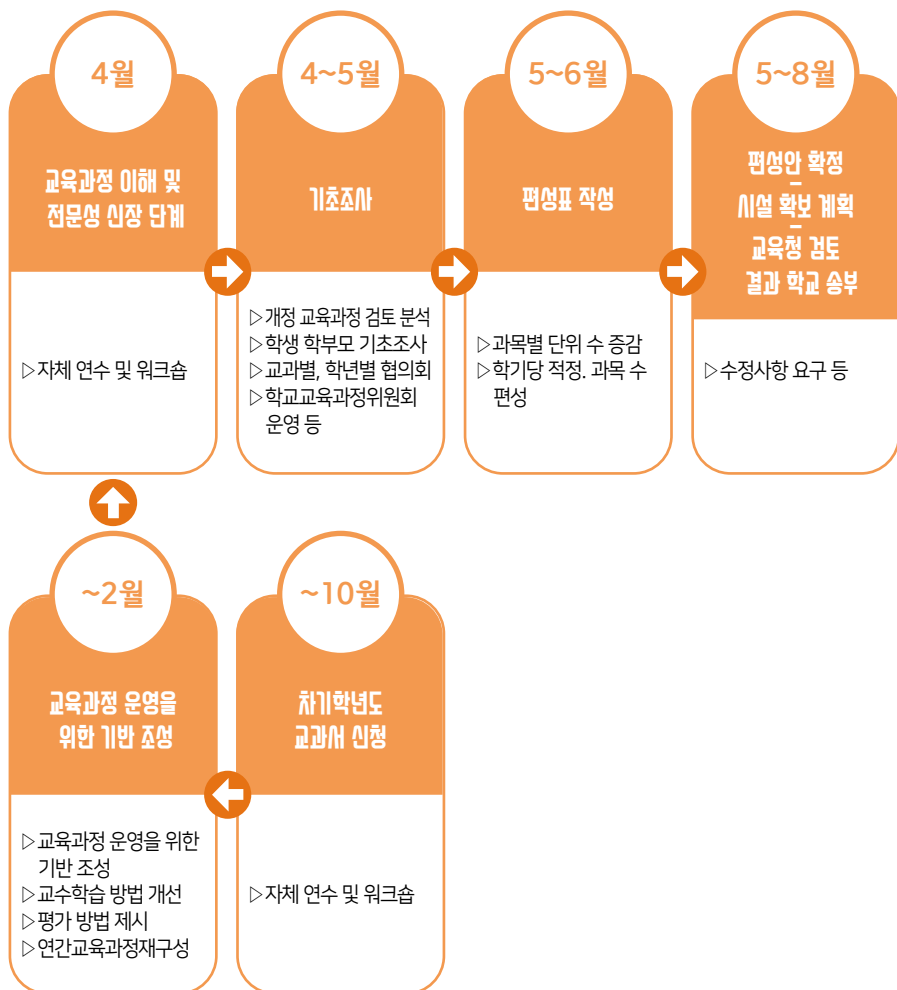 4월
교육과정 이해 및
전문성 신장 단계
▷자체 연수 및 워크숍
4~5월
기초조사
▷개정 교육과정 검토 분석
▷학생 학부모 기초조사
▷교과별, 학년별 협의회
▷학교교육과정위원회
운영 등
5~6월
편성표 작성
▷과목별 단위 수 증감
▷학기당 적정. 과목 수
편성
5~8월
편성안 확정
–
시설 확보 계획
–
교육청 검토
결과 학교 송부
▷수정사항 요구 등
~2월
교육과정 운영을
위한 기반 조성
▷교육과정 운영을 위한
기반 조성
▷교수학습 방법 개선
▷평가 방법 제시
▷연간교육과정재구성
~10월
차기학년도
교과서 신청
▷자체 연수 및 워크숍